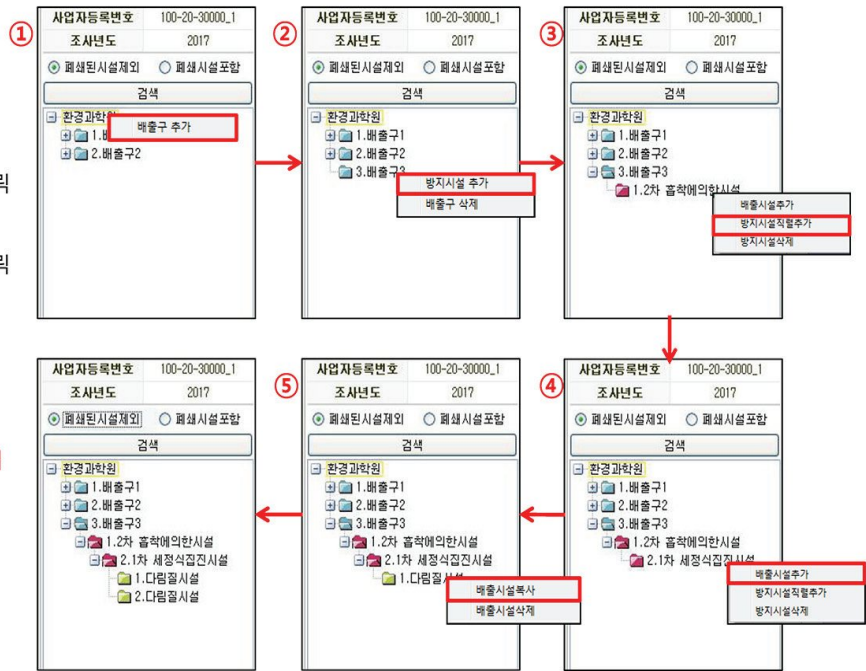 ①
사업자등록번호 100-20-30000_1
조사년도 2017
폐쇄된시설제외 폐쇄시설포함
검색
환경과학원
배출구 추가
2.배출구2
②
사업자등록번호 100-20-30000_1
조사년도 2017
폐쇄된시설제외 폐쇄시설포함
검색
환경과학원
1.배출구1
2.배출구2
3.배출구3
방지시설 추가
배출구 삭제
③
사업자등록번호 100-20-30000_1
조사년도 2017
폐쇄된시설제외 폐쇄시설포함
검색
환경과학원
1.배출구1
2.배출구2
3.배출구3
1.2차 흡착에의한시설
배출시설추가
방지시설직렬추가
방지시설삭제
릭
릭
사업자등록번호 100-20-30000_1
조사년도 2017
폐쇄된시설제외 폐쇄시설포함
검색
환경과학원
1.배출구1
2.배출구2
3.배출구3
1.2차 흡착에의한시설
2.1차 세정식집진시설
1.다림질시설
2.다림질시설
⑤
사업자등록번호 100-20-30000_1
조사년도 2017
폐쇄된시설제외 폐쇄시설포함
검색
환경과학원
1.배출구1
2.배출구2
3.배출구3
1.2차 흡착에의한시설
2.1차 세정식집진시설
1.다림질시설
배출시설복사
배출시설삭제
④
사업자등록번호 100-20-30000_1
조사년도 2017
폐쇄된시설제외 폐쇄시설포함
검색
환경과학원
1.배출구1
2.배출구2
3.배출구3
1.2차 흡착에의한시설
2.1차 세정식집진시설
배출시설추가
방지시설직렬추가
방지시설삭제